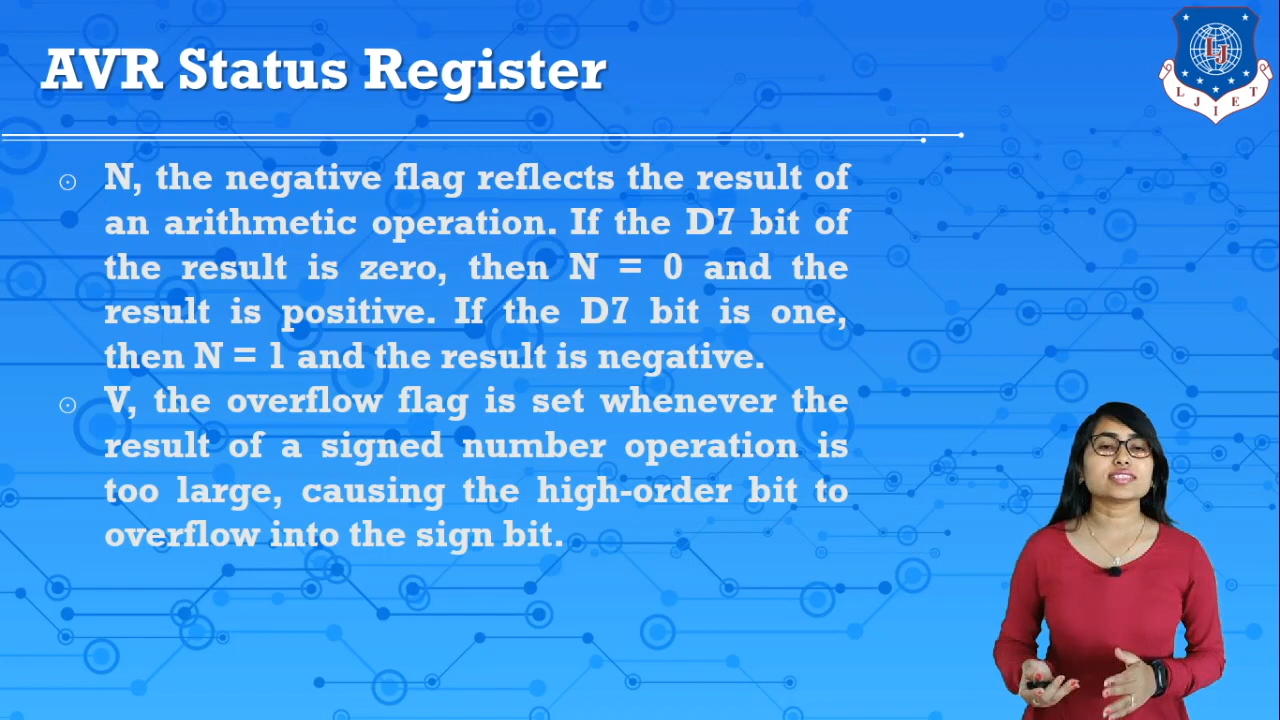 AVR Status Register
LJ
L J I E T
N, the negative flag reflects the result of
an arithmetic operation. If the D7 bit of
the result is zero, then N = 0 and the
result is positive. If the D7 bit is one,
then N = 1 and the result is negative.
V, the overflow flag is set whenever the
result of a signed number operation is
too large, causing the high-order bit to
overflow into the sign bit.